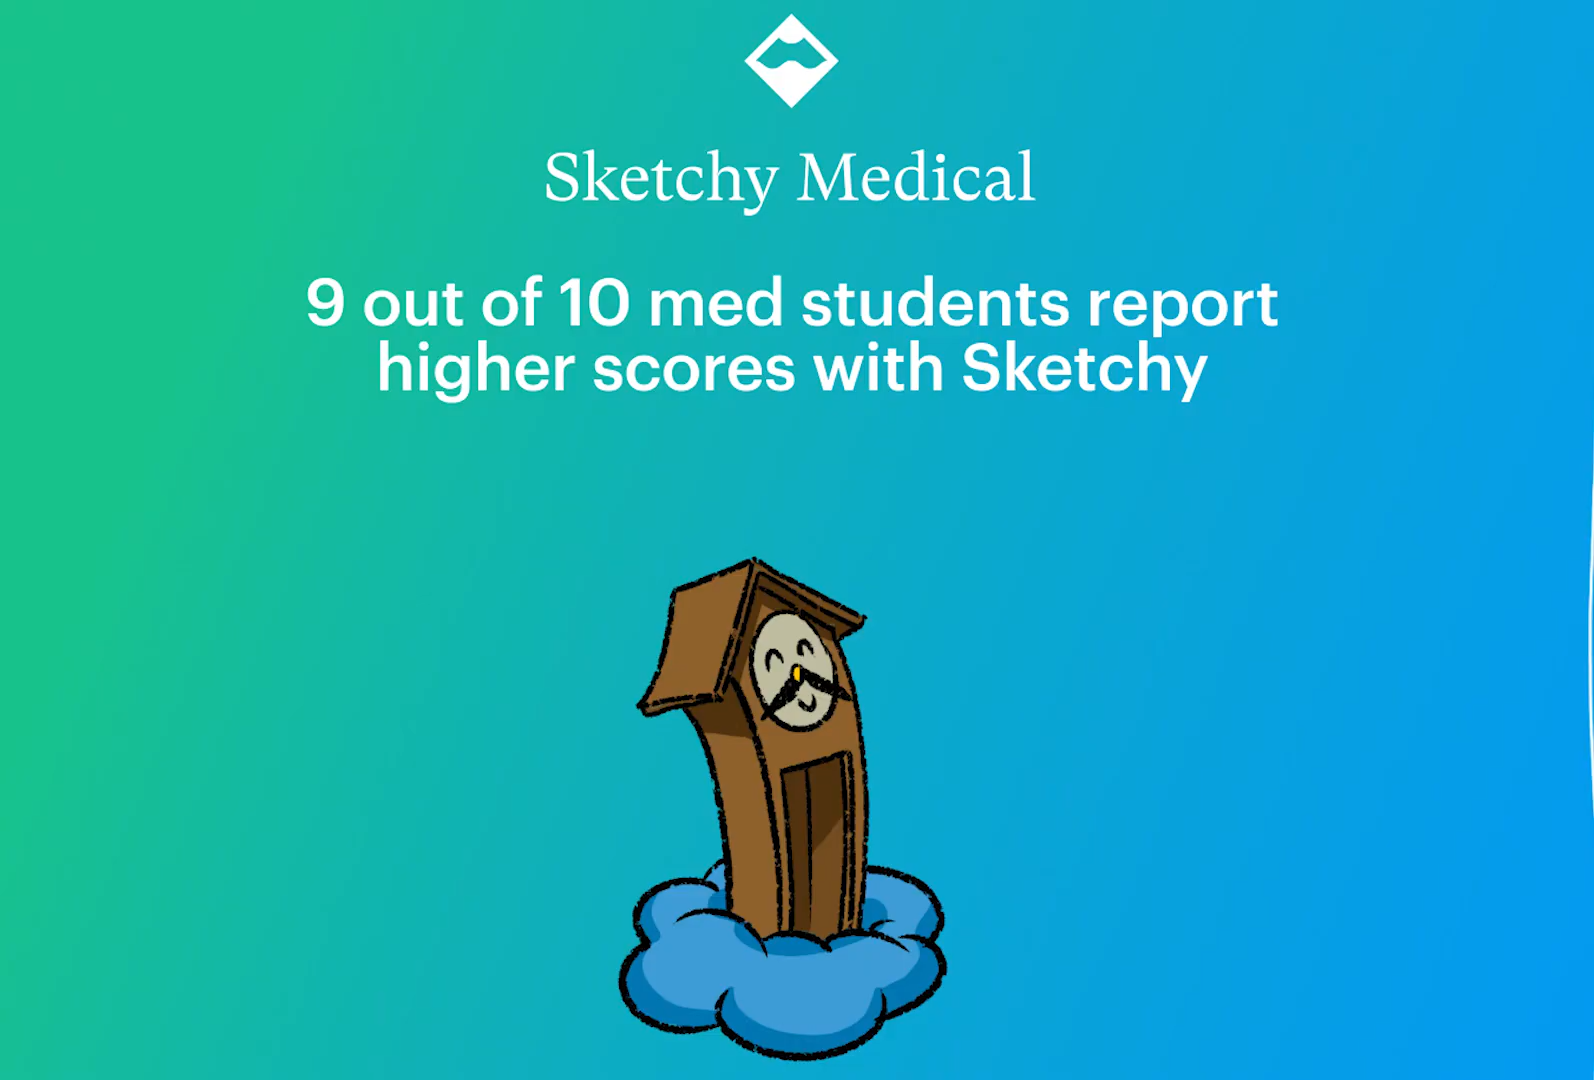 Sketchy Medical
9 out of 10 med students report
higher scores with Sketchy